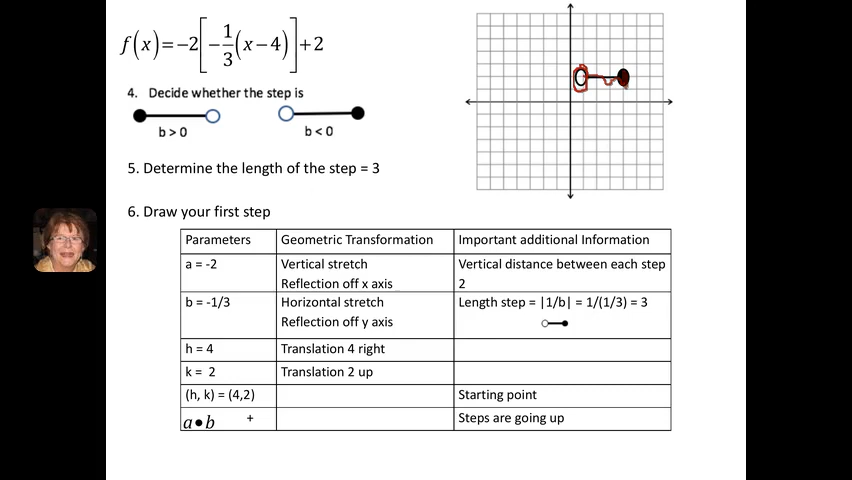 f(x)=−2[−1/3(x−4)]+2
4. Decide whether the step is
b > 0 b < 0
5. Determine the length of the step = 3
6. Draw your first step
Parameters Geometric Transformation Important additional Information
a = -2 Vertical stretch Vertical distance between each step
Reflection off x axis 2
b = -1/3 Horizontal stretch Length step = |1/b| = 1/(1/3) = 3
Reflection off y axis
h = 4 Translation 4 right
k = 2 Translation 2 up
(h, k) = (4,2) Starting point
a•b + Steps are going up